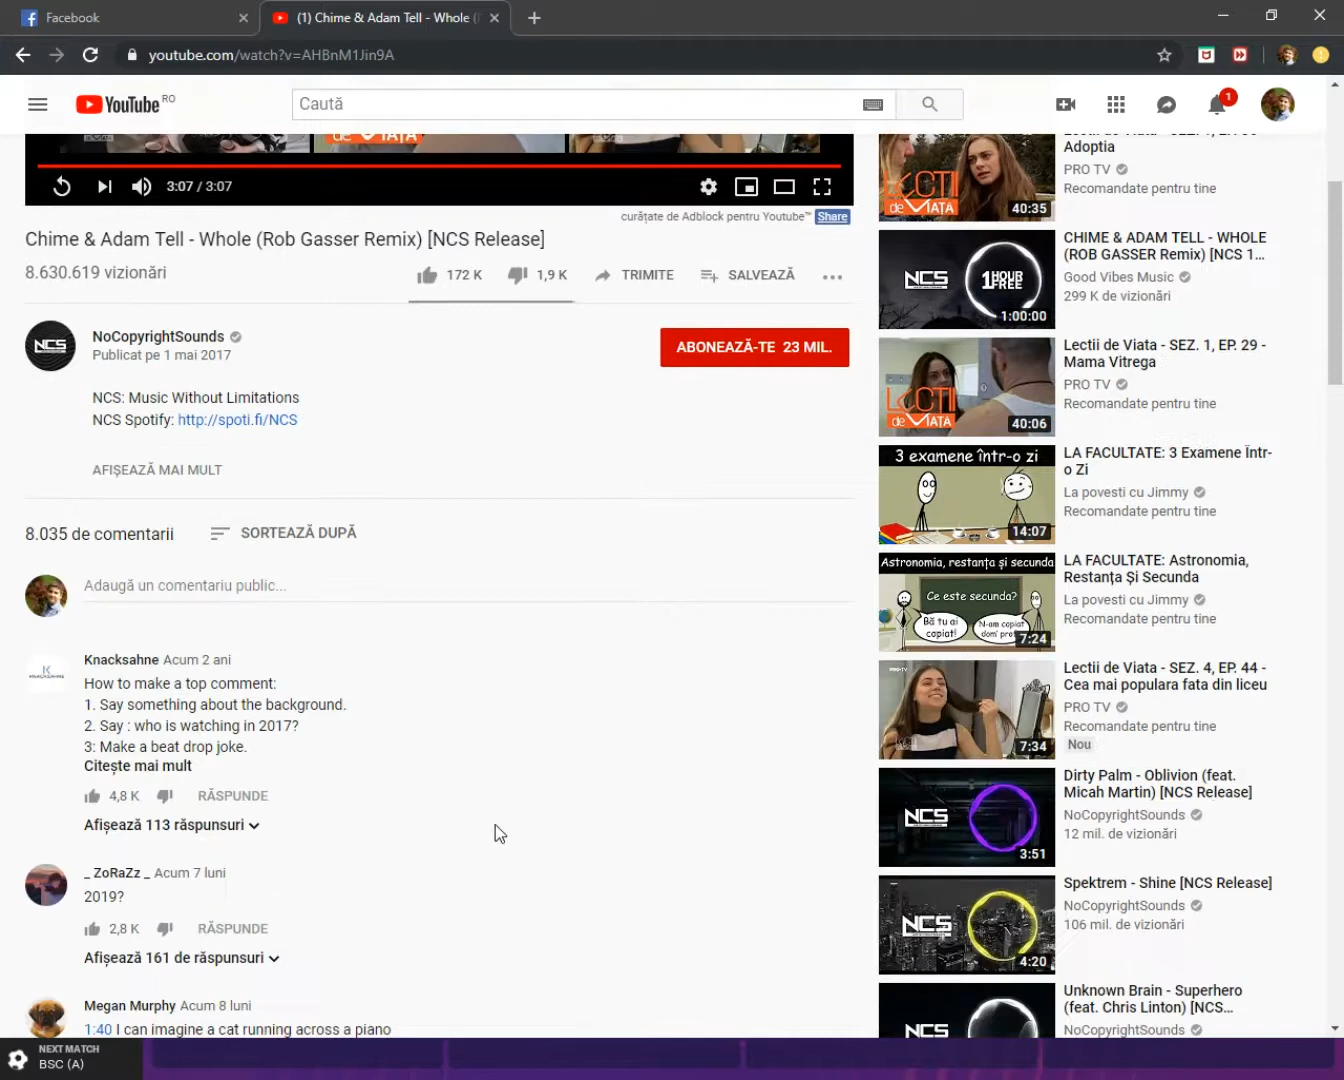 Facebook
(1) Chime & Adam Tell - Whole (
youtube.com/watch?v=AHBnM1Jin9A
YouTube RO
Caută
1
3:07 / 3:07
curățate de Adblock pentru Youtube™ Share
Chime & Adam Tell - Whole (Rob Gasser Remix) [NCS Release]
8.630.619 vizionări
172 K
1,9 K
TRIMITE
SALVEAZĂ
NCS
NoCopyrightSounds
Publicat pe 1 mai 2017
ABONEAZĂ-TE 23 MIL.
NCS: Music Without Limitations
NCS Spotify: http://spoti.fi/NCS
AFIȘEAZĂ MAI MULT
8.035 de comentarii
SORTEAZĂ DUPĂ
Adaugă un comentariu public...
Knacksahne Acum 2 ani
How to make a top comment:
1. Say something about the background.
2. Say : who is watching in 2017?
3: Make a beat drop joke.
Citește mai mult
4,8 K
RĂSPUNDE
Afișează 113 răspunsuri
_ ZoRaZz _ Acum 7 luni
2019?
2,8 K
RĂSPUNDE
Afișează 161 de răspunsuri
Megan Murphy Acum 8 luni
1:40 I can imagine a cat running across a piano
LECTII
de VIATA
40:35
Adoptia
PRO TV
Recomandate pentru tine
NCS
1HOUR
FREE
1:00:00
CHIME & ADAM TELL - WHOLE
(ROB GASSER Remix) [NCS 1...
Good Vibes Music
299 K de vizionări
LECTII
de VIATA
40:06
Lectii de Viata - SEZ. 1, EP. 29 -
Mama Vitrega
PRO TV
Recomandate pentru tine
3 examene într-o zi
14:07
LA FACULTATE: 3 Examene Într-
o Zi
La povesti cu Jimmy
Recomandate pentru tine
Astronomia, restanța și secunda
Ce este secunda?
Bă tu ai
copiat!
N-am copiat
7:24
LA FACULTATE: Astronomia,
Restanța Și Secunda
La povesti cu Jimmy
Recomandate pentru tine
7:34
Lectii de Viata - SEZ. 4, EP. 44 -
Cea mai populara fata din liceu
PRO TV
Recomandate pentru tine
Nou
NCS
3:51
Dirty Palm - Oblivion (feat.
Micah Martin) [NCS Release]
NoCopyrightSounds
12 mil. de vizionări
NCS
4:20
Spektrem - Shine [NCS Release]
NoCopyrightSounds
106 mil. de vizionări
NCS
Unknown Brain - Superhero
(feat. Chris Linton) [NCS...
NoCopyrightSounds
NEXT MATCH
BSC (A)